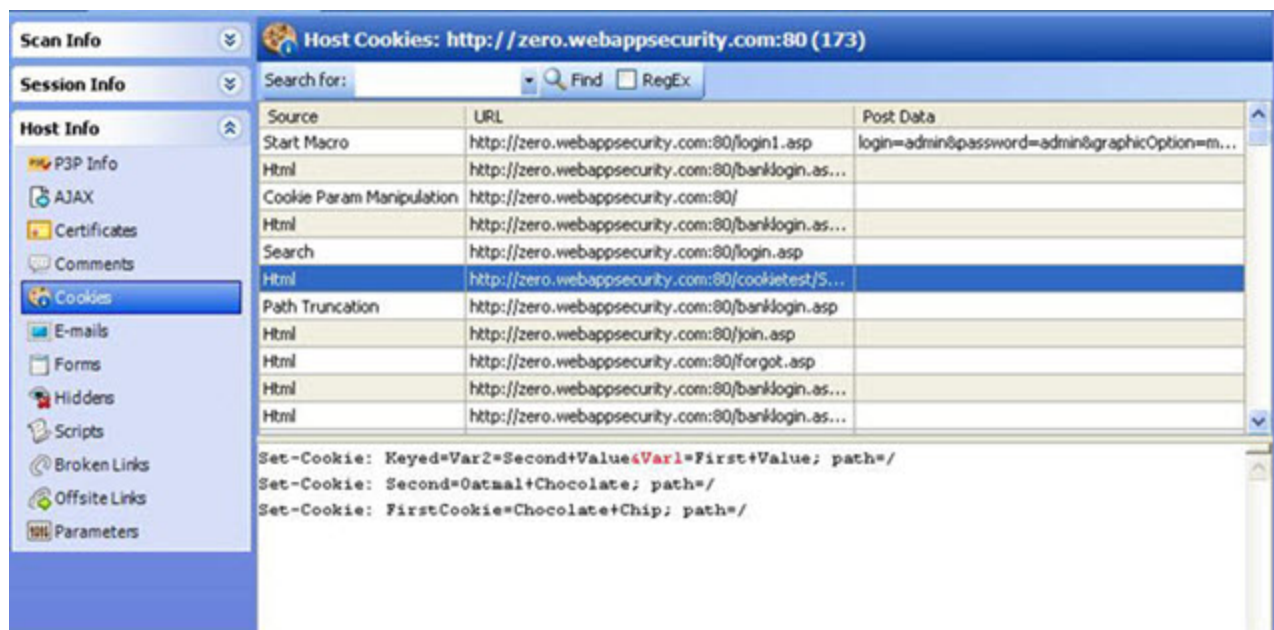 Scan Info
Session Info
Host Info
P3P Info
AJAX
Certificates
Comments
Cookies
E-mails
Forms
Hiddens
Scripts
Broken Links
Offsite Links
Parameters
Host Cookies: http://zero.webappsecurity.com:80 (173)
Search for: Find RegEx
Source URL Post Data
Start Macro http://zero.webappsecurity.com:80/login1.asp login=admin&password=admin&graphicOption=m...
Html http://zero.webappsecurity.com:80/banklogin.as...
Cookie Param Manipulation http://zero.webappsecurity.com:80/
Html http://zero.webappsecurity.com:80/banklogin.as...
Search http://zero.webappsecurity.com:80/login.asp
Html http://zero.webappsecurity.com:80/cookietest/S...
Path Truncation http://zero.webappsecurity.com:80/banklogin.asp
Html http://zero.webappsecurity.com:80/join.asp
Html http://zero.webappsecurity.com:80/forgot.asp
Html http://zero.webappsecurity.com:80/banklogin.as...
Html http://zero.webappsecurity.com:80/banklogin.as...
Set-Cookie: Keyed=Var2=Second+Value&Var1=First+Value; path=/
Set-Cookie: Second=Oatmal+Chocolate; path=/
Set-Cookie: FirstCookie=Chocolate+Chip; path=/